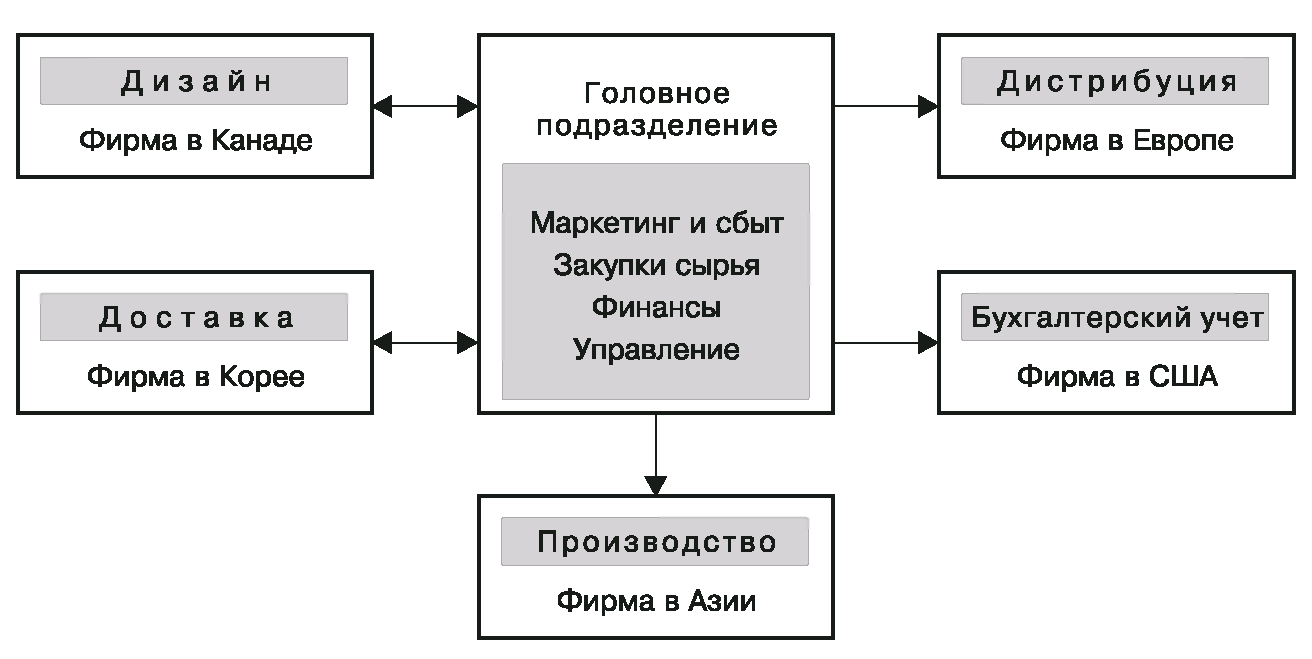 Дизайн
Фирма в Канаде
Головное
подразделение
Маркетинг и сбыт
Закупки сырья
Финансы
Управление
Дистрибуция
Фирма в Европе
Доставка
Фирма в Корее
Бухгалтерский учет
Фирма в США
Производство
Фирма в Азии